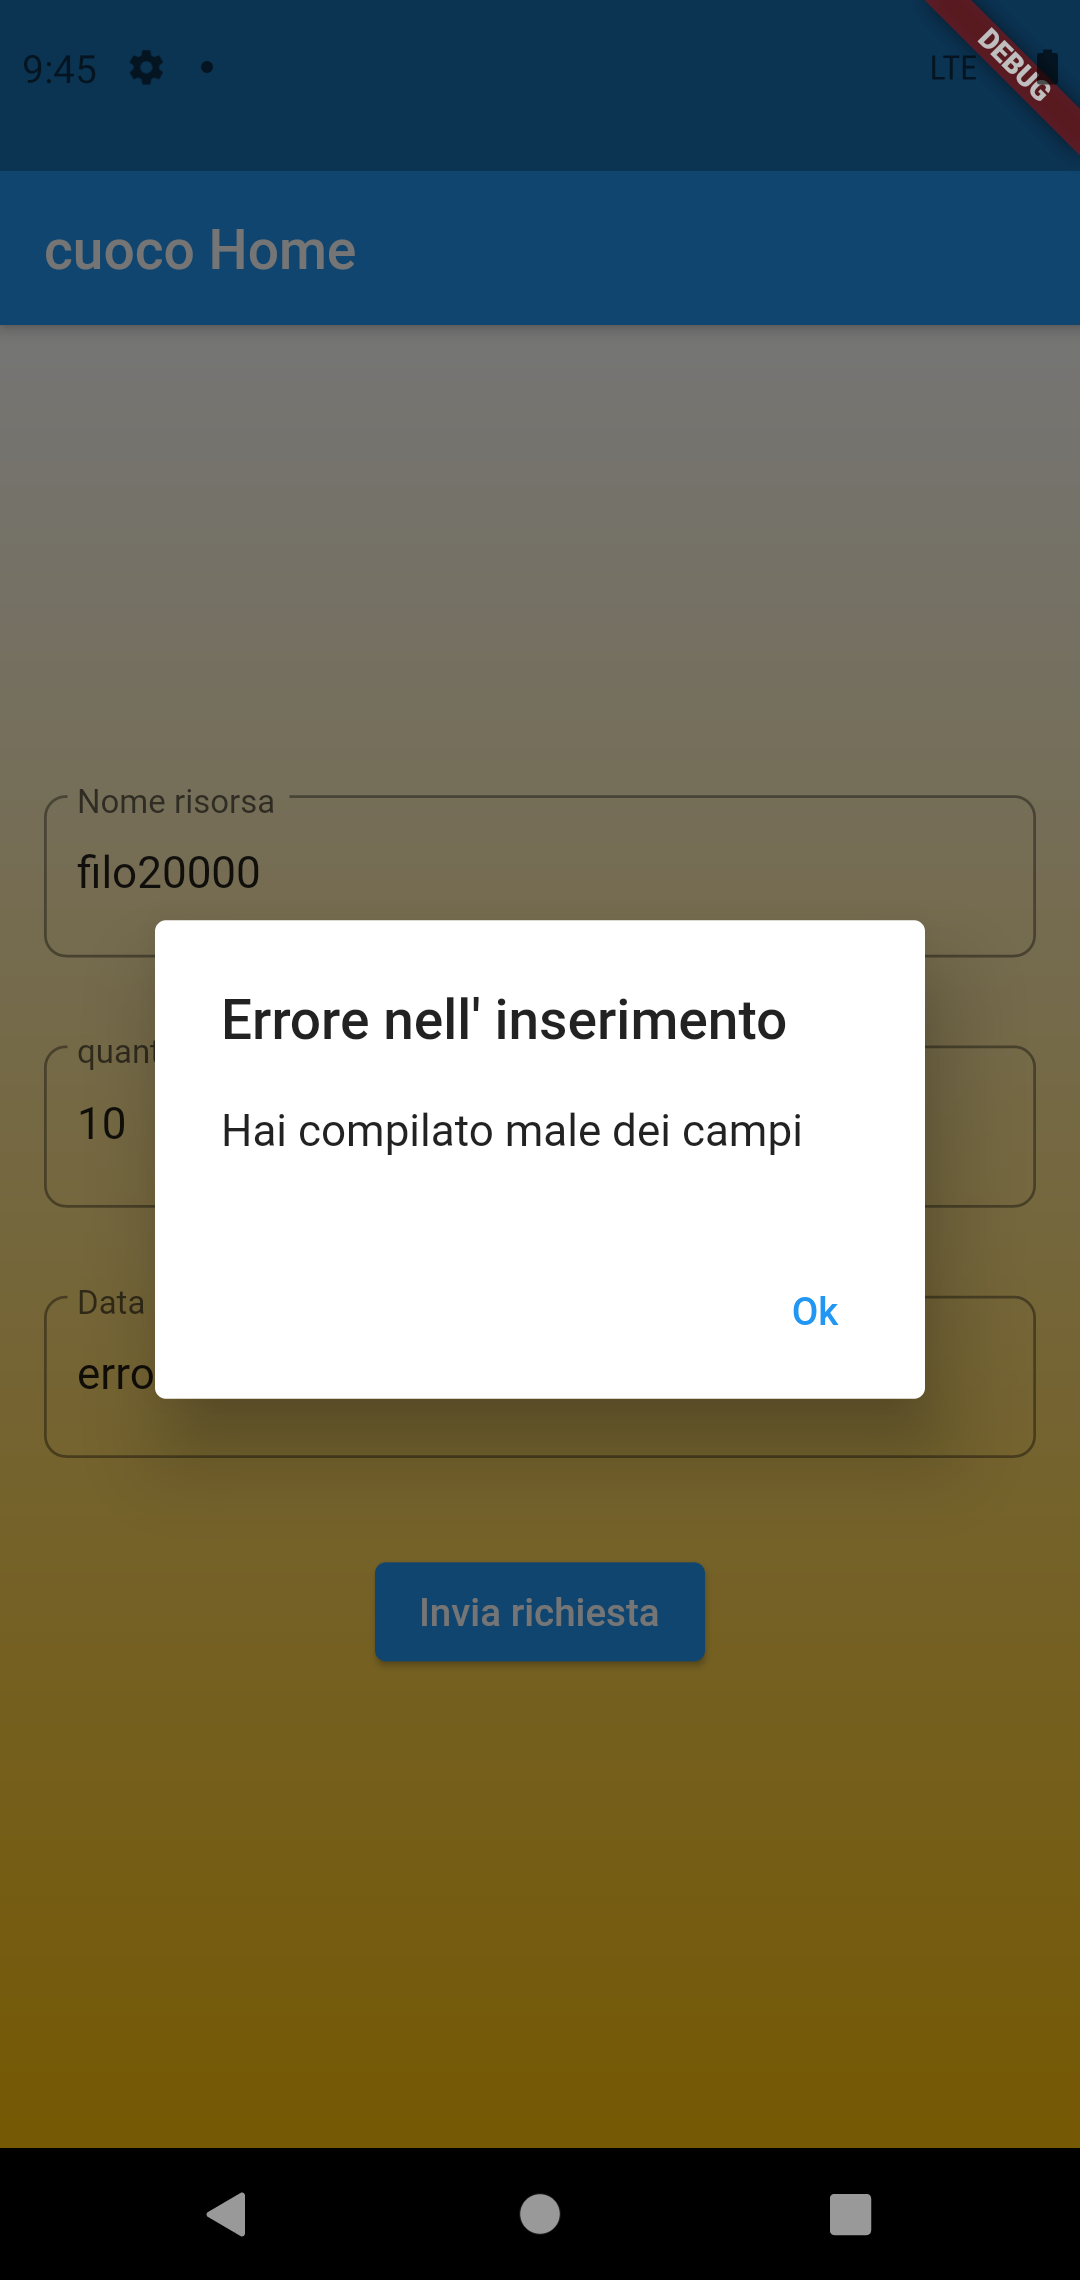 9:45
LTE
DEBUG
cuoco Home
Nome risorsa
filo20000
Errore nell' inserimento
quant
10
Hai compilato male dei campi
Data
erro
Ok
Invia richiesta